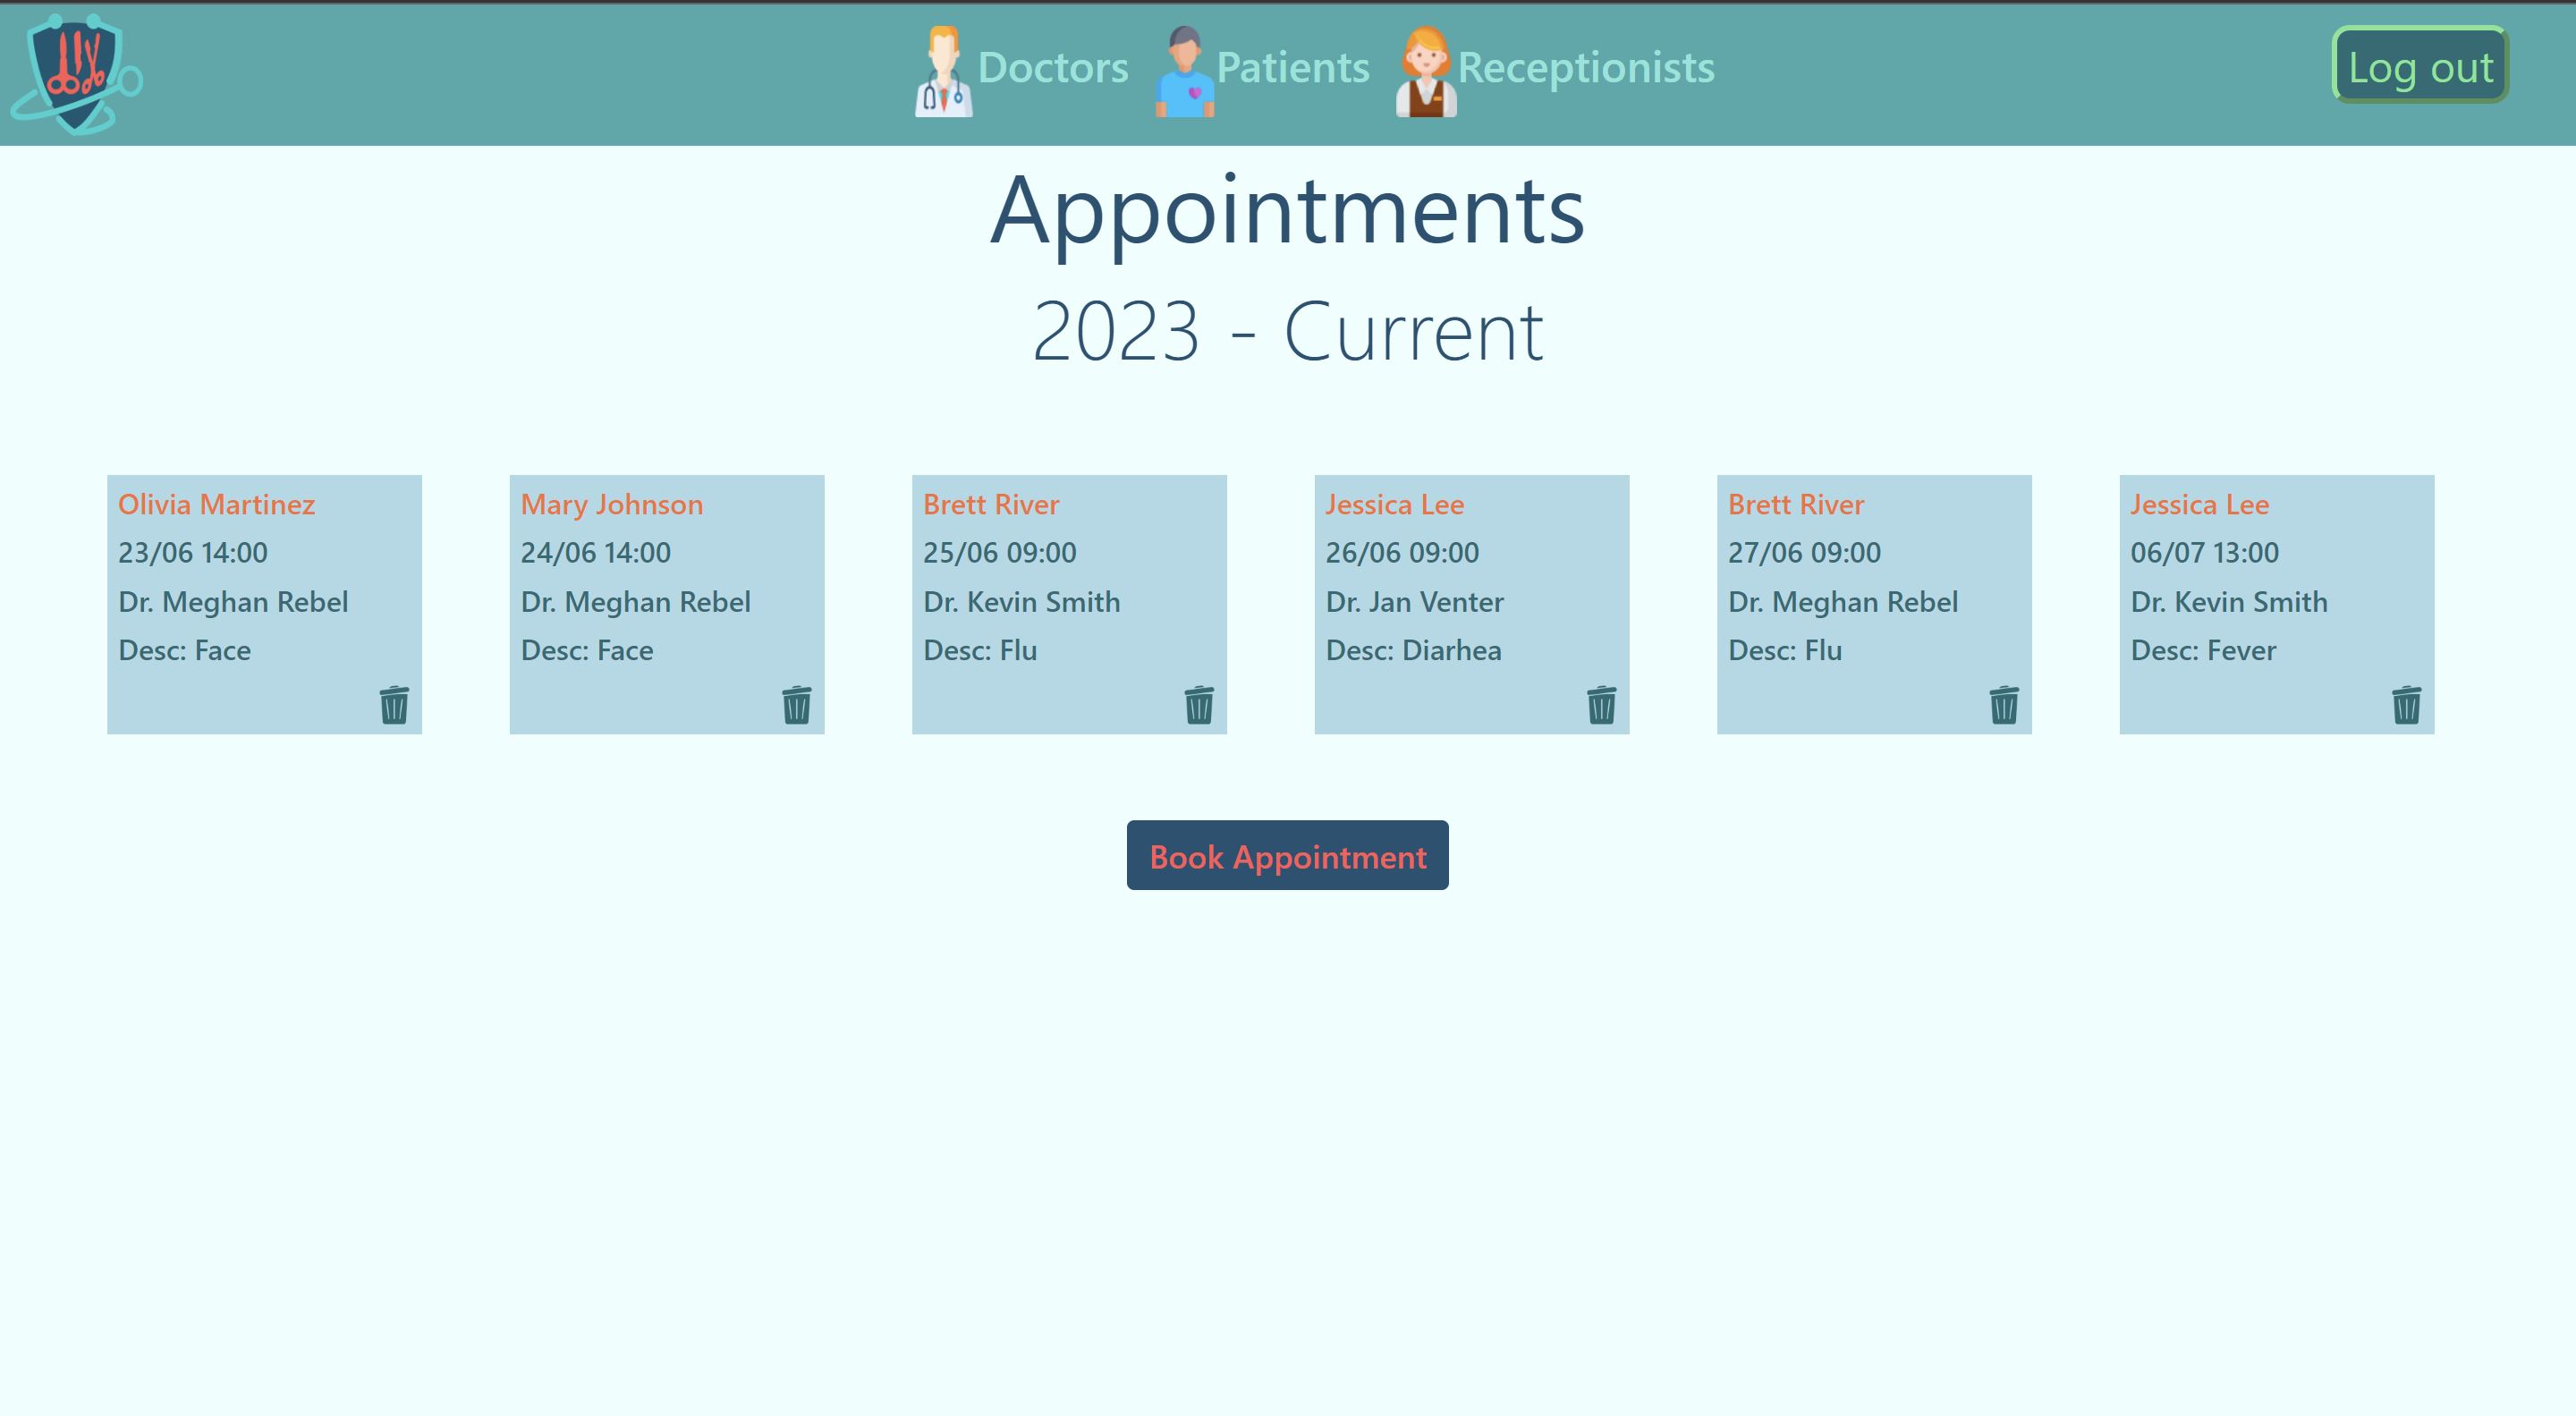 Doctors
Patients
Receptionists
Log out
Appointments
2023 - Current
Olivia Martinez
23/06 14:00
Dr. Meghan Rebel
Desc: Face
Mary Johnson
24/06 14:00
Dr. Meghan Rebel
Desc: Face
Brett River
25/06 09:00
Dr. Kevin Smith
Desc: Flu
Jessica Lee
26/06 09:00
Dr. Jan Venter
Desc: Diarhea
Brett River
27/06 09:00
Dr. Meghan Rebel
Desc: Flu
Jessica Lee
06/07 13:00
Dr. Kevin Smith
Desc: Fever
Book Appointment